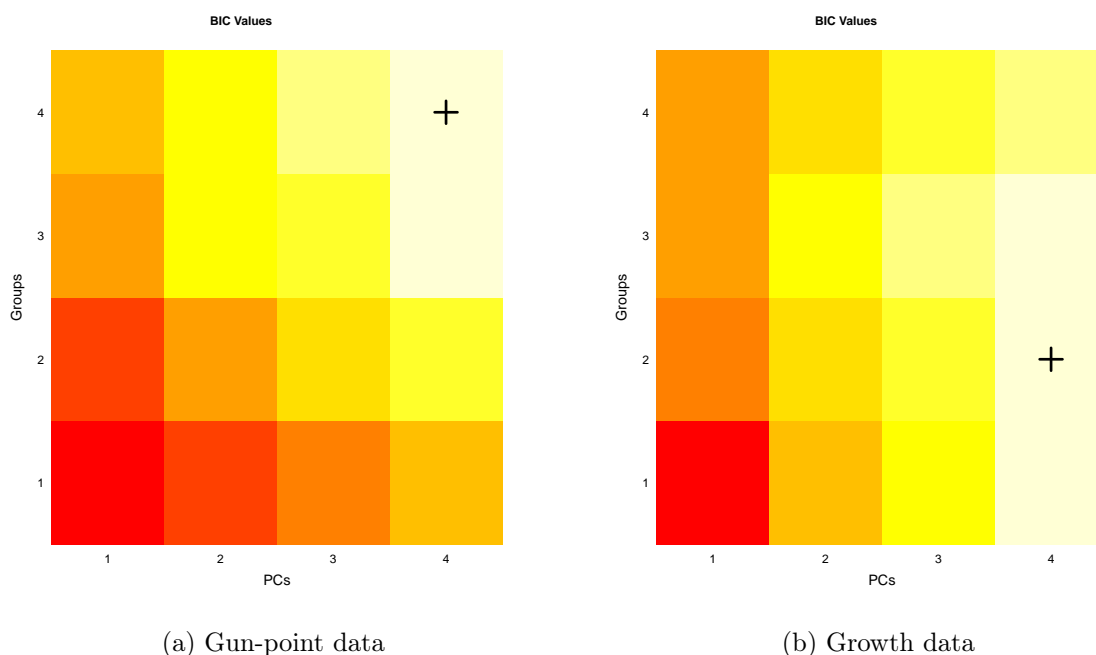 BIC Values
4
3
2
1
Groups
1 2 3 4
PCs
(a) Gun-point data
BIC Values
4
3
2
1
Groups
1 2 3 4
PCs
(b) Growth data